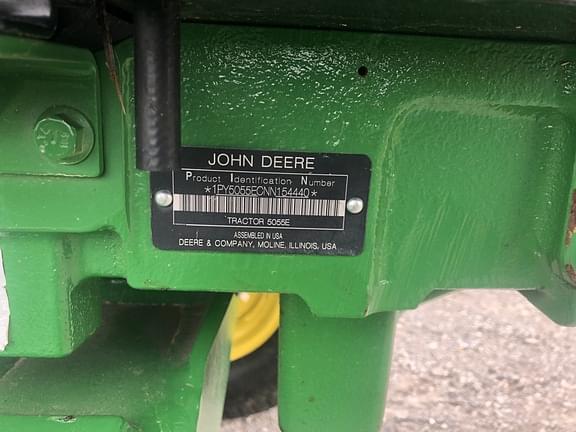 JOHN DEERE
Product Identification Number
*1PY5055ECNN154440*
TRACTOR 5055E
ASSEMBLED IN USA
DEERE & COMPANY, MOLINE, ILLINOIS, USA